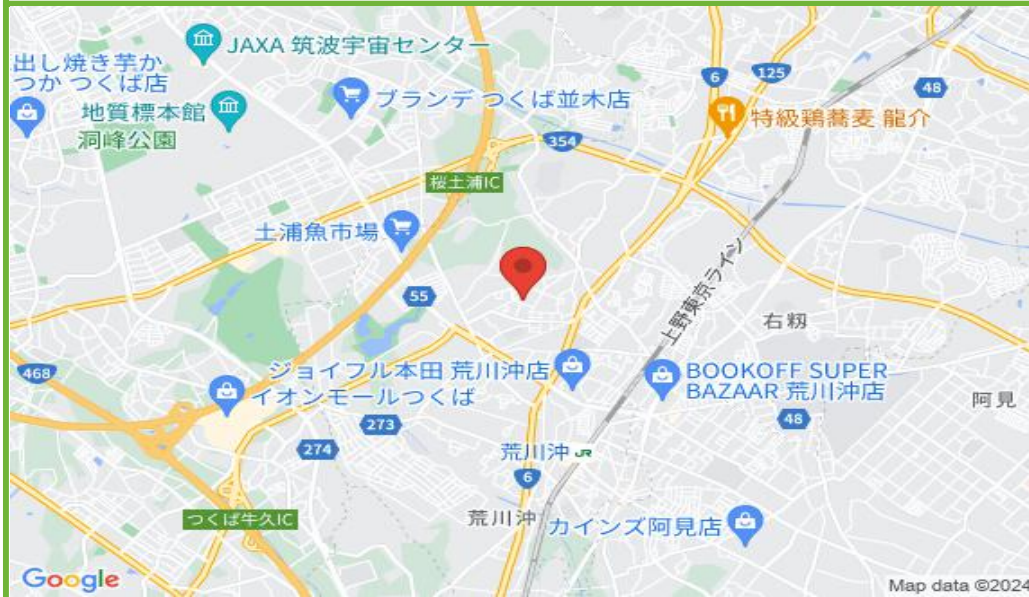 JAXA 筑波宇宙センター
出し焼き芋か
つか つくば店
地質標本館
洞峰公園
ブランデ つくば並木店
6
125
48
特級鶏蕎麦 龍介
354
桜土浦IC
土浦魚市場
55
上野東京ライン
右籾
468
ジョイフル本田 荒川沖店
イオンモールつくば
BOOKOFF SUPER
BAZAAR 荒川沖店
阿見
273
48
274
荒川沖 JR
6
つくば牛久IC
荒川沖
カインズ阿見店
Google
Map data ©2024